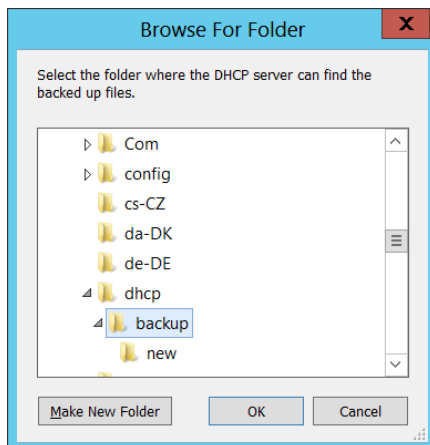 Browse For Folder
X
Select the folder where the DHCP server can find the
backed up files.
Com
config
cs-CZ
da-DK
de-DE
dhcp
backup
new
Make New Folder
OK
Cancel